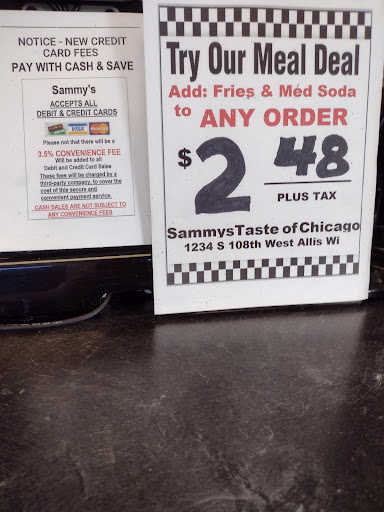 NOTICE - NEW CREDIT
CARD FEES
PAY WITH CASH & SAVE
Sammy's
ACCEPTS ALL
DEBIT & CREDIT CARDS
VISA
Please not that there will be a
3.5% CONVENIENCE FEE
Will be added to all
Debit and Credit Card Sales
These fees will be charged by a
third-party company, to cover the
cost of this secure and
convenient payment service.
CASH SALES ARE NOT SUBJECT TO
ANY CONVENIENCE FEES
Try Our Meal Deal
Add: Fries & Med Soda
to ANY ORDER
$2 48
PLUS TAX
SammysTaste of Chicago
1234 S 108th West Allis Wi